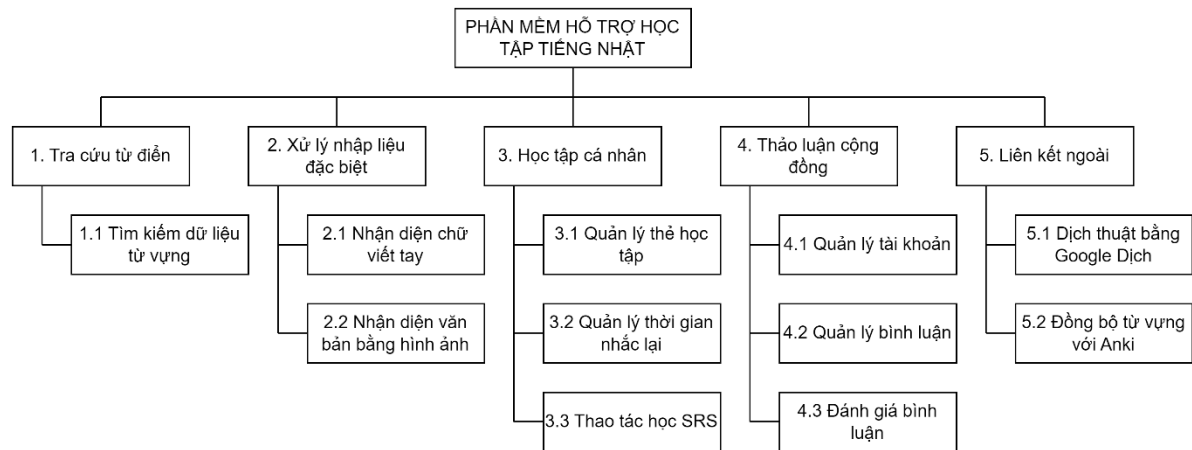 PHẦN MỀM HỖ TRỢ HỌC
TẬP TIẾNG NHẬT
1. Tra cứu từ điển
1.1 Tìm kiếm dữ liệu
từ vựng
2. Xử lý nhập liệu
đặc biệt
2.1 Nhận diện chữ
viết tay
2.2 Nhận diện văn
bản bằng hình ảnh
3. Học tập cá nhân
3.1 Quản lý thẻ học
tập
3.2 Quản lý thời gian
nhắc lại
3.3 Thao tác học SRS
4. Thảo luận cộng
đồng
4.1 Quản lý tài khoản
4.2 Quản lý bình luận
4.3 Đánh giá bình
luận
5. Liên kết ngoài
5.1 Dịch thuật bằng
Google Dịch
5.2 Đồng bộ từ vựng
với Anki